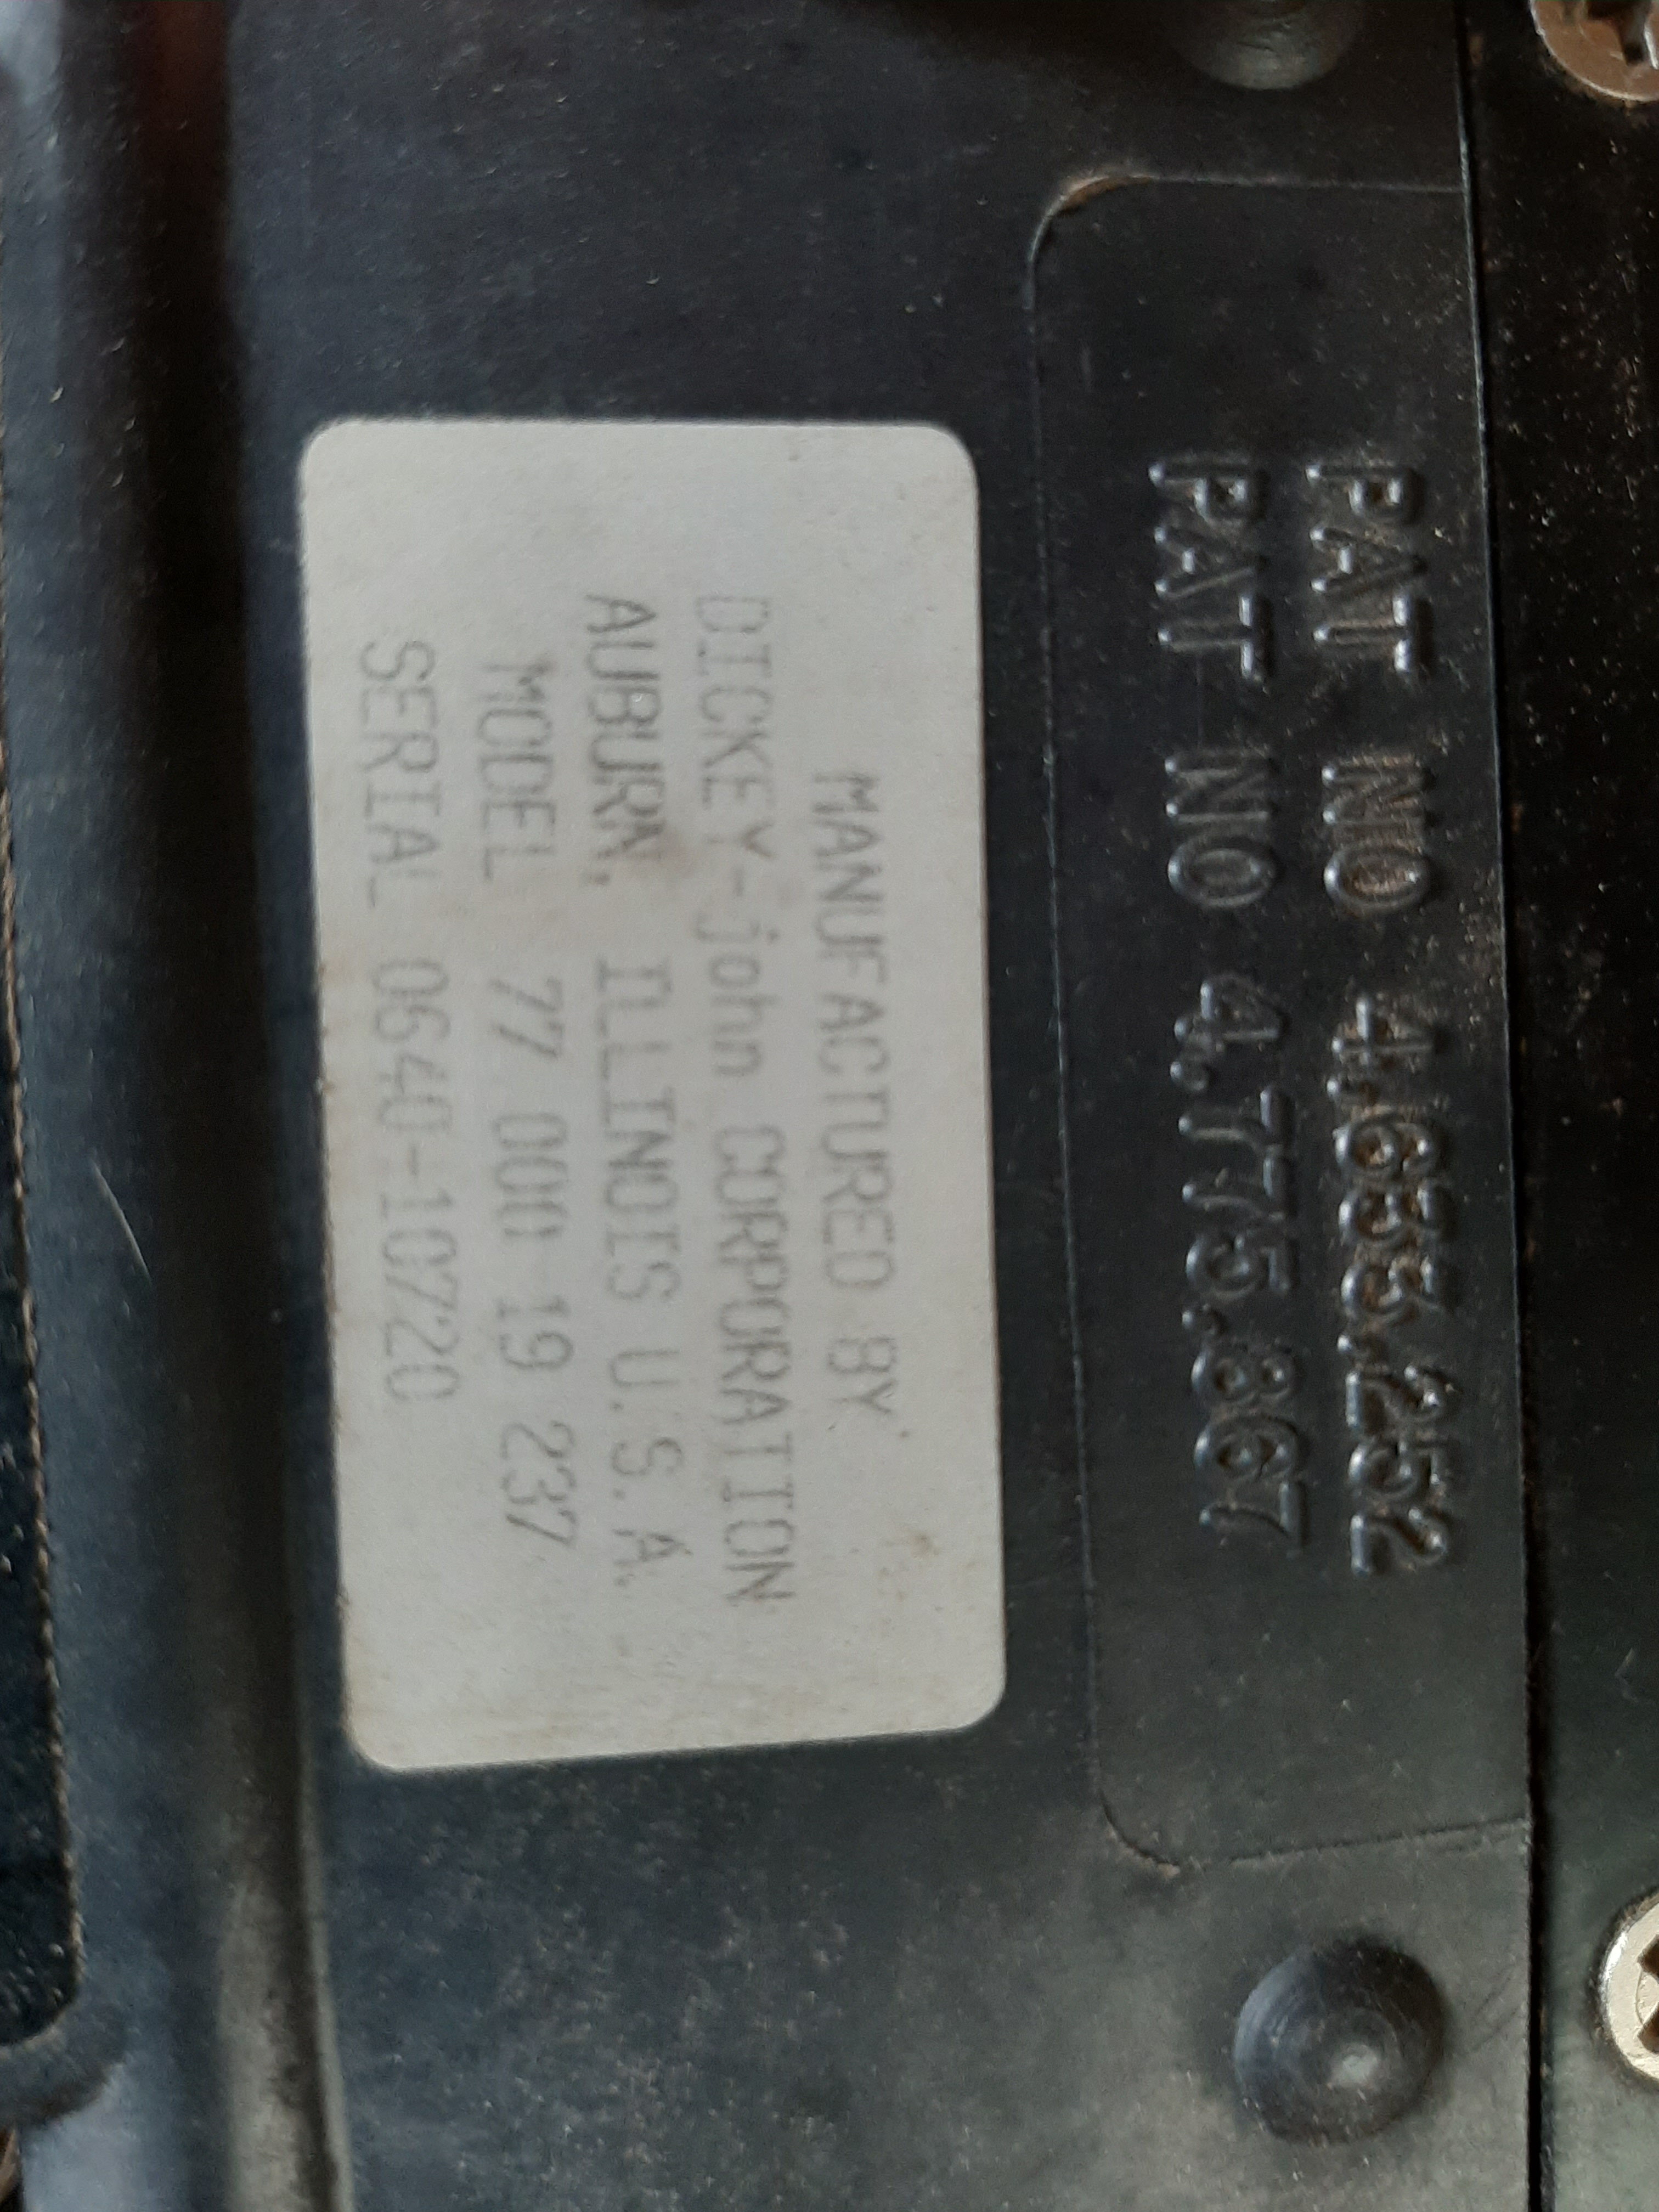 PAT NO 4,633,252
PAT NO 4,775,867
MANUFACTURED BY
DICKEY-john CORPORATION
AUBURN, ILLINOIS U.S.A.
MODEL 77 000 19 237
SERIAL 0640-10720